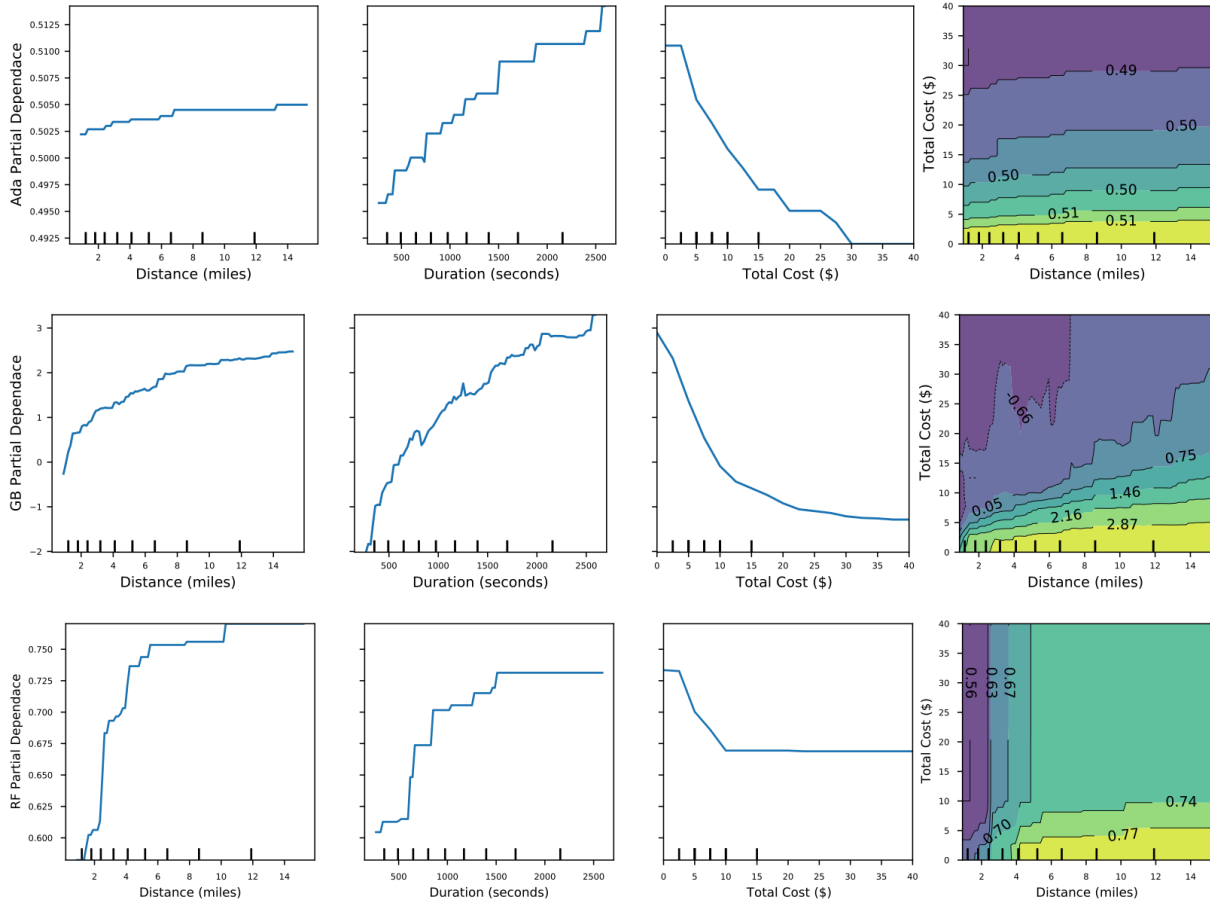 0.5125
0.5100
0.5075
0.5050
0.5025
0.5000
0.4975
0.4950
0.4925
Ada Partial Dependace
2 4 6 8 10 12 14
Distance (miles)
500 1000 1500 2000 2500
Duration (seconds)
0 5 10 15 20 25 30 35 40
Total Cost ($)
40
35
30
25
20
15
10
5
0
Total Cost ($)
0.49
0.50
0.50
0.50
0.51
0.51
2 4 6 8 10 12 14
Distance (miles)
3
2
1
0
−1
−2
GB Partial Dependace
2 4 6 8 10 12 14
Distance (miles)
500 1000 1500 2000 2500
Duration (seconds)
0 5 10 15 20 25 30 35 40
Total Cost ($)
40
35
30
25
20
15
10
5
0
Total Cost ($)
-0.66
0.75
0.05
1.46
2.16
2.87
2 4 6 8 10 12 14
Distance (miles)
0.750
0.725
0.700
0.675
0.650
0.625
0.600
RF Partial Dependace
2 4 6 8 10 12 14
Distance (miles)
500 1000 1500 2000 2500
Duration (seconds)
0 5 10 15 20 25 30 35 40
Total Cost ($)
40
35
30
25
20
15
10
5
0
Total Cost ($)
0.56
0.63
0.67
0.74
0.70
0.77
2 4 6 8 10 12 14
Distance (miles)